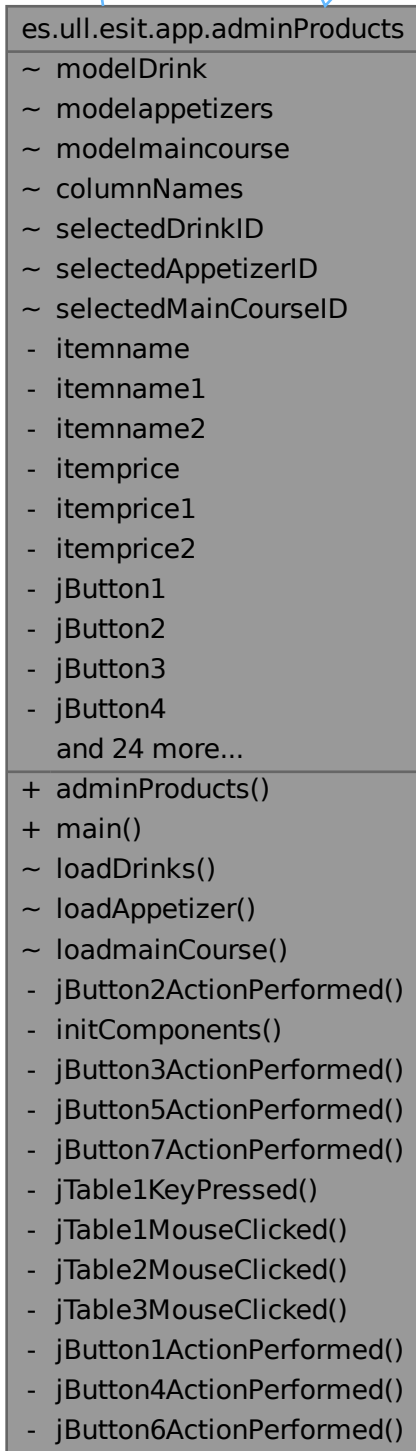 es.ull.esit.app.adminProducts
~ modelDrink
~ modelappetizers
~ modelmaincourse
~ columnNames
~ selectedDrinkID
~ selectedAppetizerID
~ selectedMainCourseID
- itemname
- itemname1
- itemname2
- itemprice
- itemprice1
- itemprice2
- jButton1
- jButton2
- jButton3
- jButton4
and 24 more...
+ adminProducts()
+ main()
~ loadDrinks()
~ loadAppetizer()
~ loadmainCourse()
- jButton2ActionPerformed()
- initComponents()
- jButton3ActionPerformed()
- jButton5ActionPerformed()
- jButton7ActionPerformed()
- jTable1KeyPressed()
- jTable1MouseClicked()
- jTable2MouseClicked()
- jTable3MouseClicked()
- jButton1ActionPerformed()
- jButton4ActionPerformed()
- jButton6ActionPerformed()